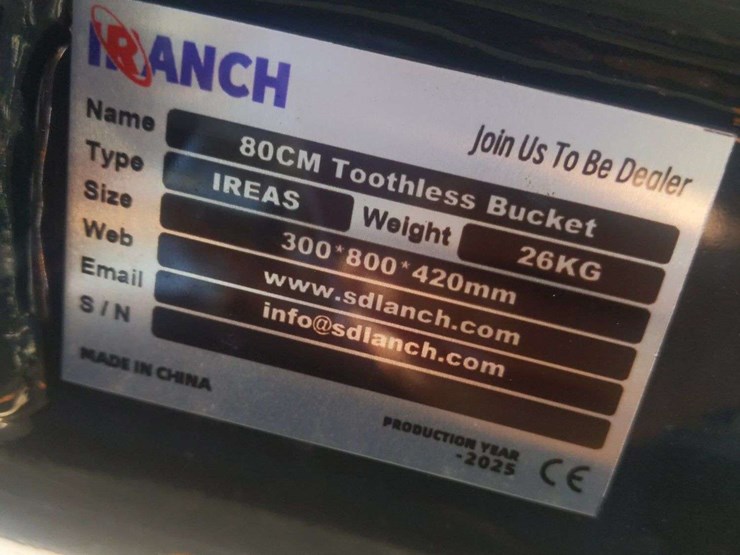 IRANCH
Join Us To Be Dealer
Name 80CM Toothless Bucket
Type IREAS Weight 26KG
Size 300*800*420mm
Web www.sdlanch.com
Email info@sdlanch.com
S/N
MADE IN CHINA
PRODUCTION YEAR
-2025
CE